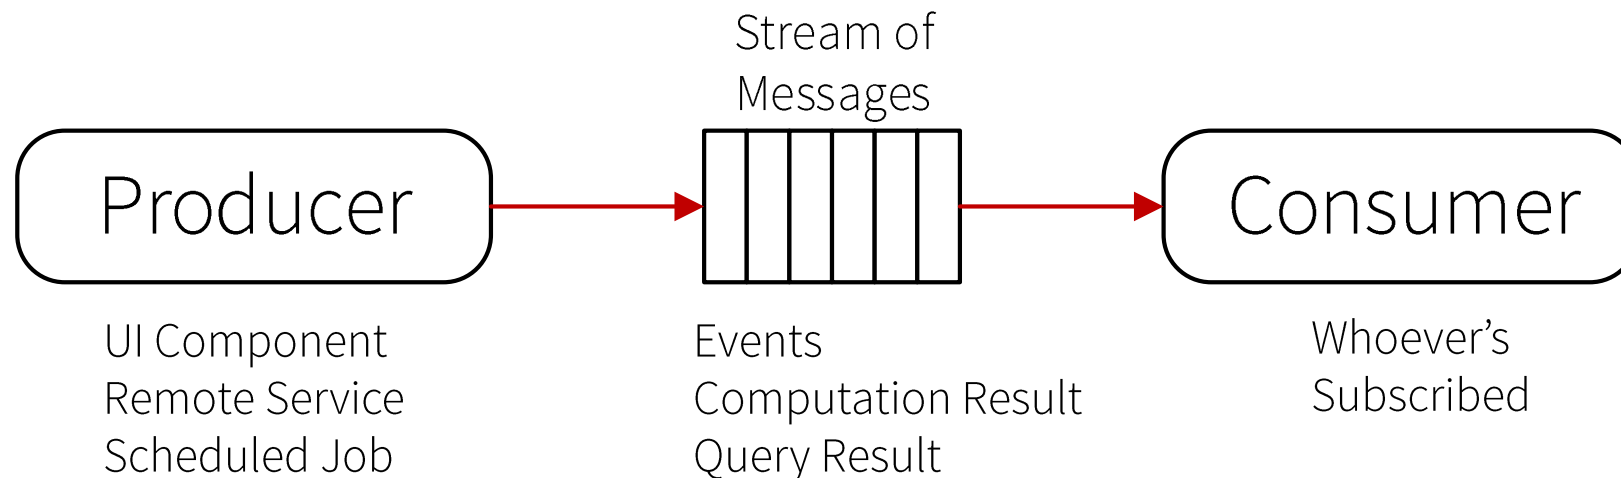 Stream of
Messages
Producer
Consumer
UI Component
Remote Service
Scheduled Job
Events
Computation Result
Query Result
Whoever’s
Subscribed